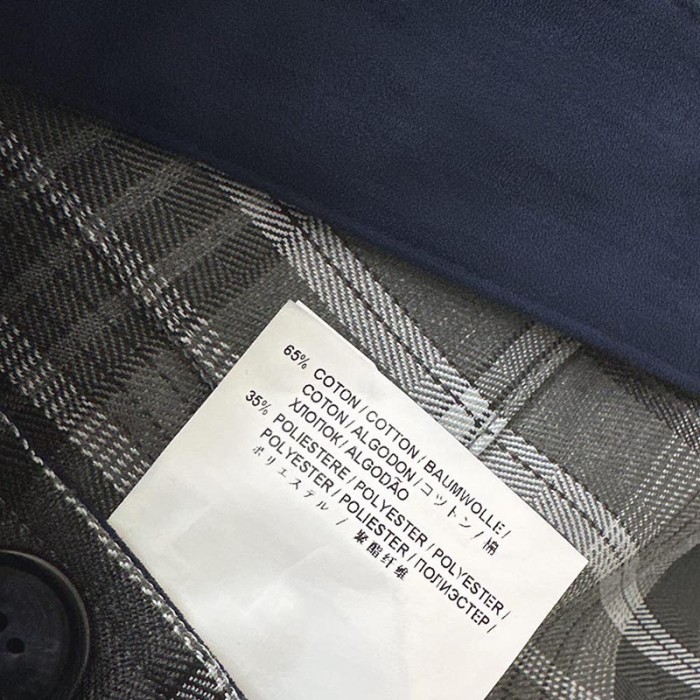 65% COTON / COTTON / BAUMWOLLE /
COTON / ALGODON / コットン / 棉
ХЛОПОК / ALGODÃO
35% POLIESTERE / POLYESTER / POLYESTER /
POLYESTER / POLIESTER / ПОЛИЭСТЕР /
ポリエステル / 聚酯纤维